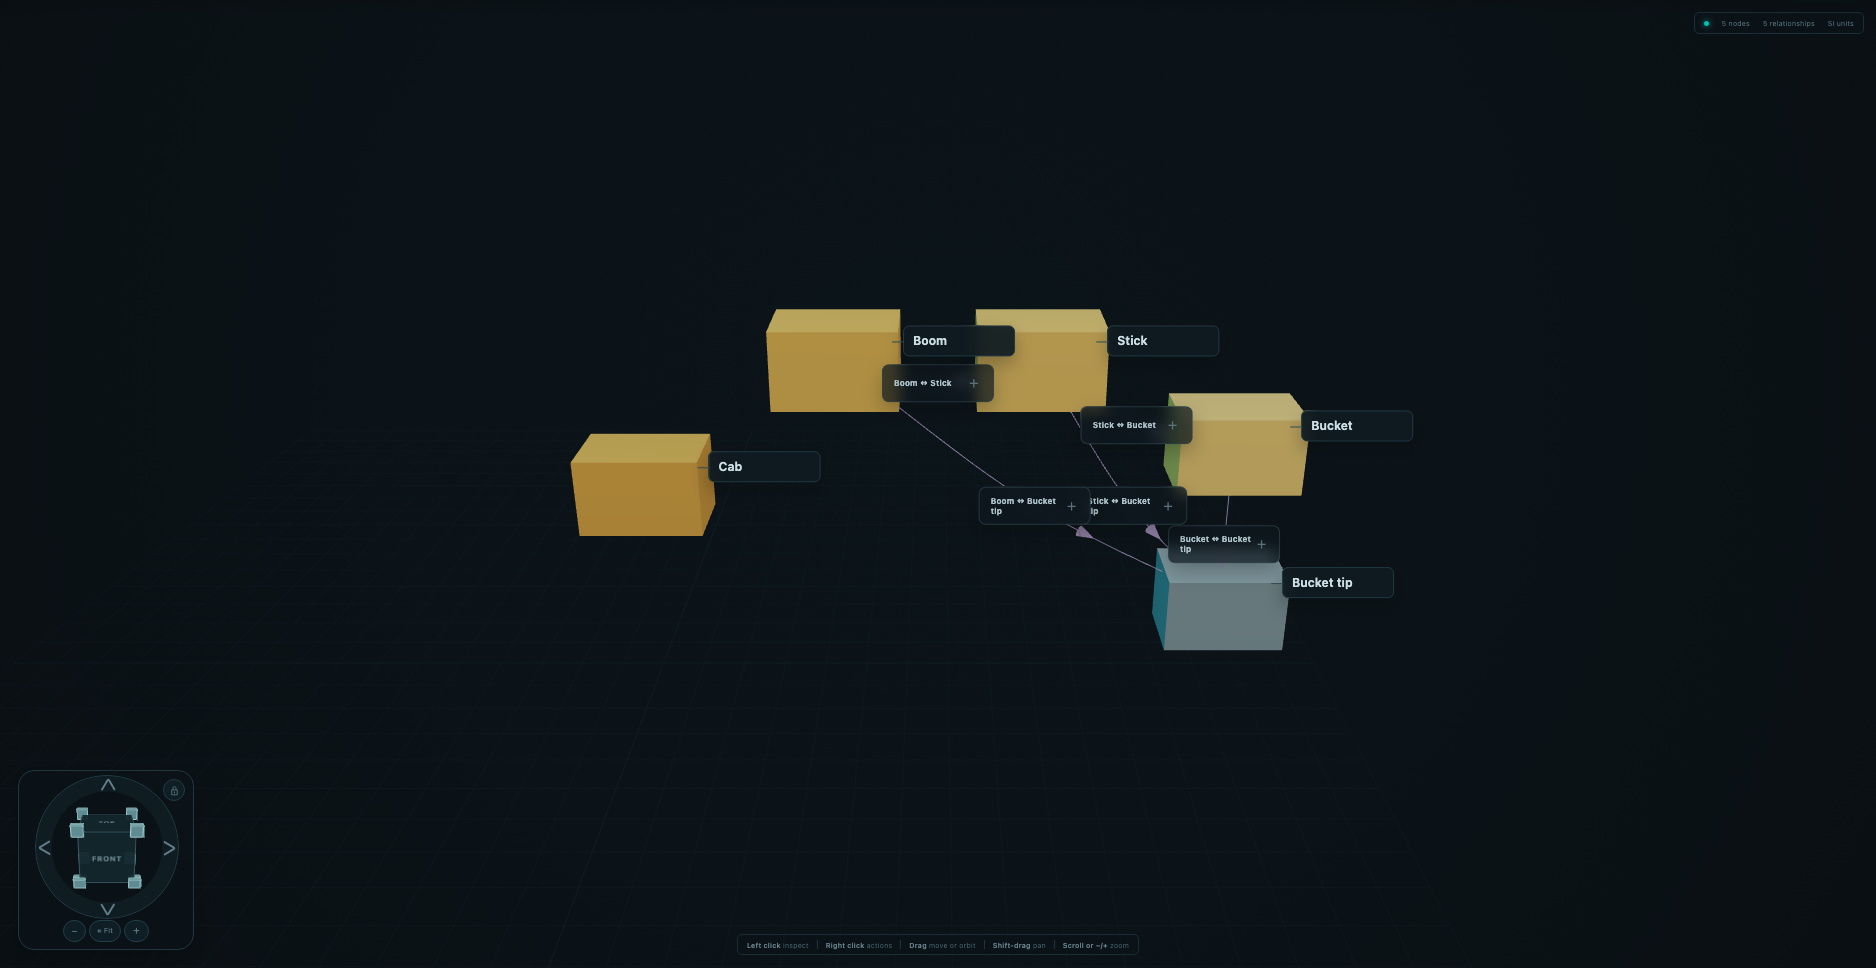 5 nodes 5 relationships SI units
Boom
Stick
Boom ⇔ Stick +
Bucket
Stick ⇔ Bucket +
Cab
Boom ⇔ Bucket
tip +
Stick ⇔ Bucket
tip +
Bucket ⇔ Bucket
tip +
Bucket tip
FRONT
− Fit +
Left click inspect Right click actions Drag move or orbit Shift-drag pan Scroll or −/+ zoom